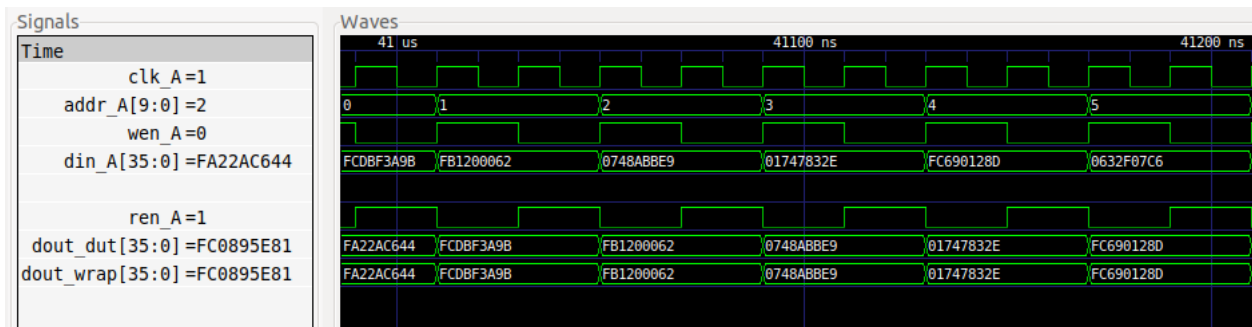 Signals
Waves
Time
41 us 41100 ns 41200 ns
clk_A=1
addr_A[9:0]=2 0 1 2 3 4 5
wen_A=0
din_A[35:0]=FA22AC644 FCDBF3A9B FB1200062 0748ABBE9 01747832E FC690128D 0632F07C6
ren_A=1
dout_dut[35:0]=FC0895E81 FA22AC644 FCDBF3A9B FB1200062 0748ABBE9 01747832E FC690128D
dout_wrap[35:0]=FC0895E81 FA22AC644 FCDBF3A9B FB1200062 0748ABBE9 01747832E FC690128D